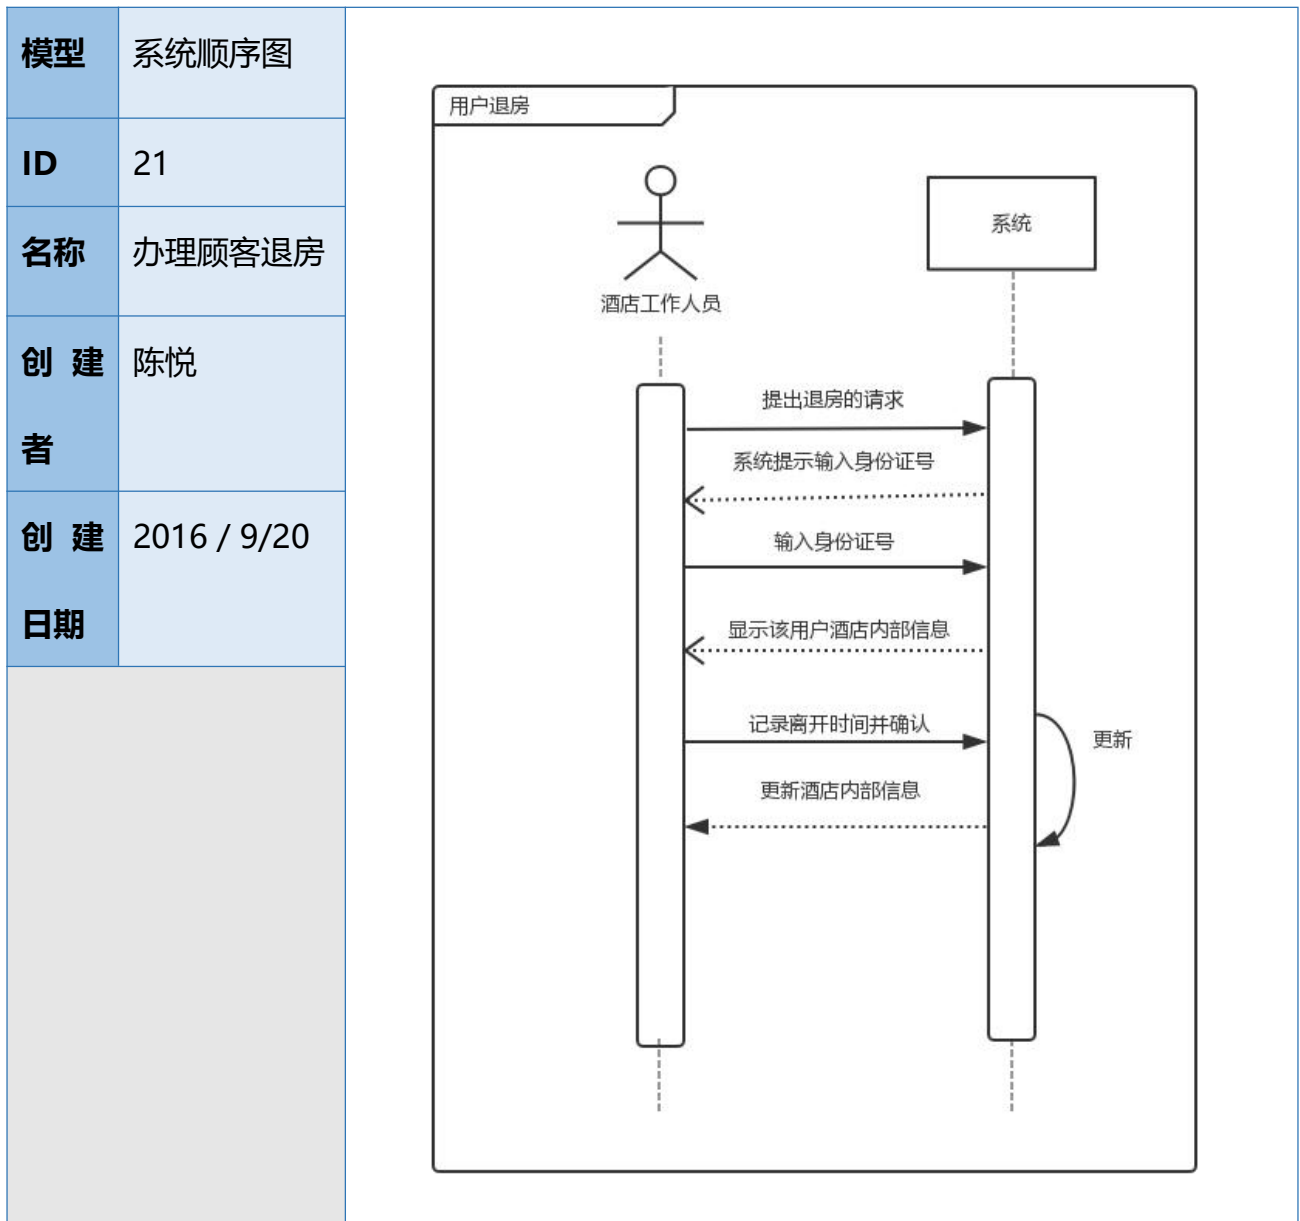 模型 系统顺序图
ID 21
名称 办理顾客退房
创 建 陈悦
者
创 建 2016 / 9/20
日期
用户退房
系统
酒店工作人员
提出退房的请求
系统提示输入身份证号
输入身份证号
显示该用户酒店内部信息
记录离开时间并确认
更新
更新酒店内部信息